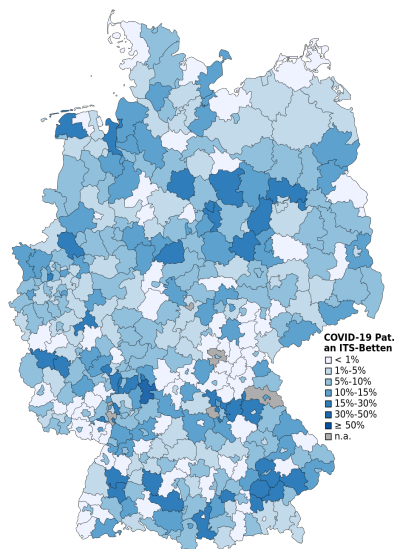 COVID-19 Pat.
an ITS-Betten
< 1%
1%-5%
5%-10%
10%-15%
15%-30%
30%-50%
≥ 50%
n.a.